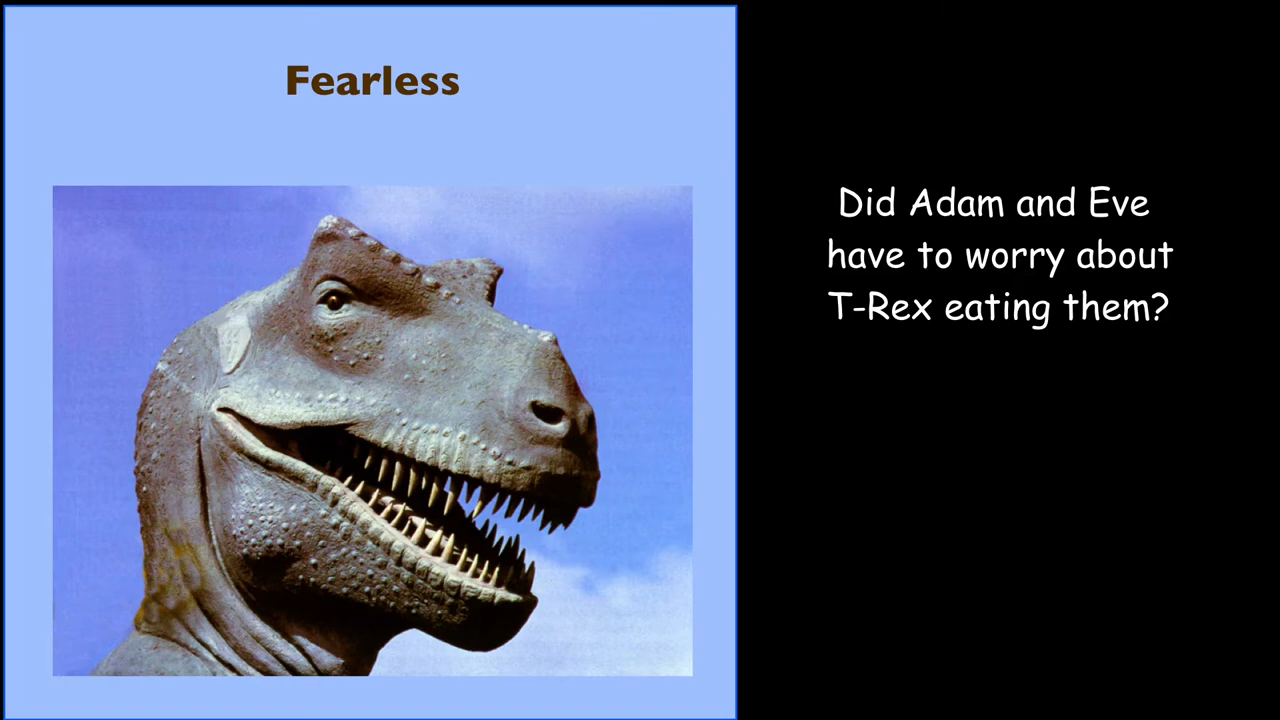 Fearless
Did Adam and Eve
have to worry about
T-Rex eating them?